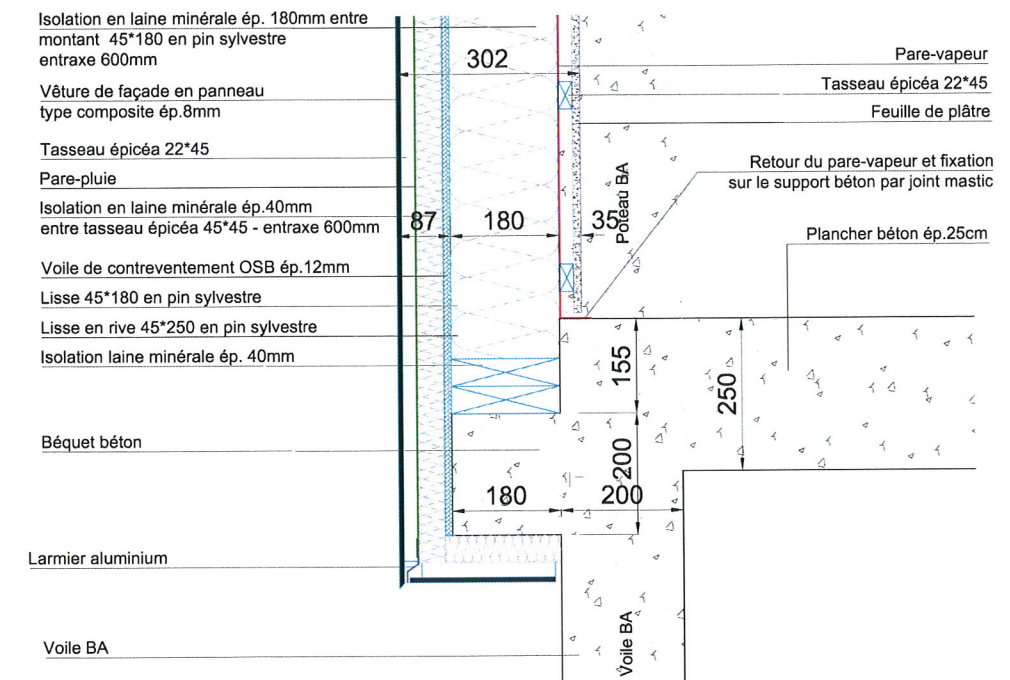 Isolation en laine minérale ép. 180mm entre
montant 45*180 en pin sylvestre
entraxe 600mm
Vêture de façade en panneau
type composite ép.8mm
Tasseau épicéa 22*45
Pare-pluie
Isolation en laine minérale ép.40mm
entre tasseau épicéa 45*45 - entraxe 600mm
Voile de contreventement OSB ép.12mm
Lisse 45*180 en pin sylvestre
Lisse en rive 45*250 en pin sylvestre
Isolation laine minérale ép. 40mm
Béquet béton
Larmier aluminium
Voile BA
302
87
180
35
Poteau BA
155
250
200
180
200
Voile BA
Pare-vapeur
Tasseau épicéa 22*45
Feuille de plâtre
Retour du pare-vapeur et fixation
sur le support béton par joint mastic
Plancher béton ép.25cm